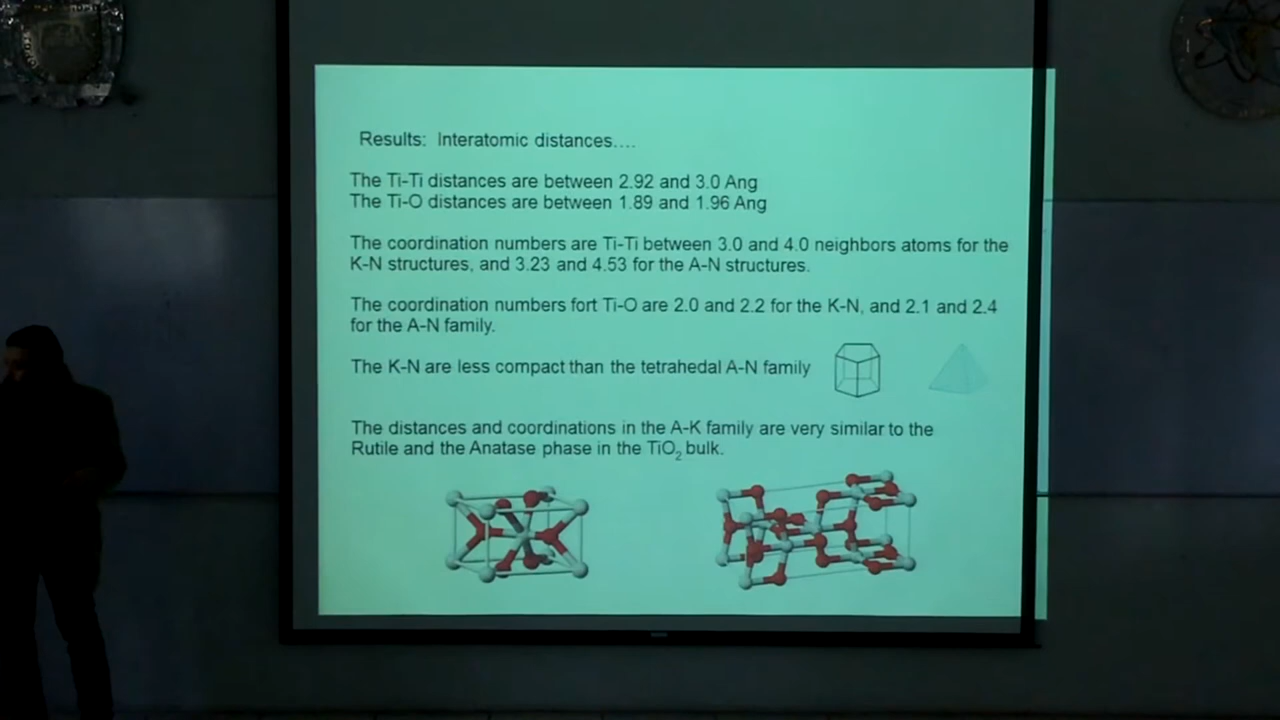 Results: Interatomic distances....
The Ti-Ti distances are between 2.92 and 3.0 Ang
The Ti-O distances are between 1.89 and 1.96 Ang
The coordination numbers are Ti-Ti between 3.0 and 4.0 neighbors atoms for the
K-N structures, and 3.23 and 4.53 for the A-N structures.
The coordination numbers fort Ti-O are 2.0 and 2.2 for the K-N, and 2.1 and 2.4
for the A-N family.
The K-N are less compact than the tetrahedal A-N family
The distances and coordinations in the A-K family are very similar to the
Rutile and the Anatase phase in the TiO₂ bulk.